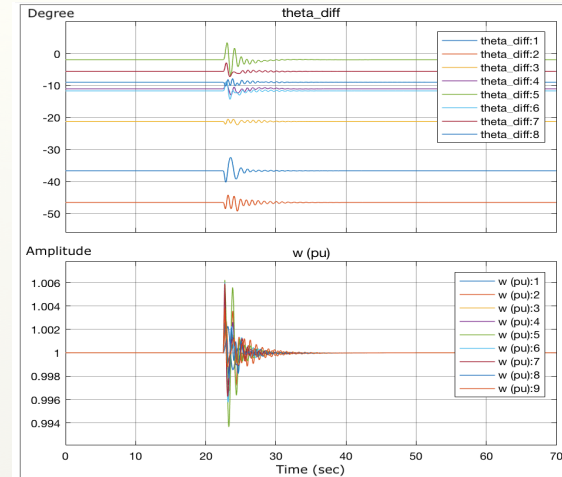 Degree
theta_diff
0
-10
-20
-30
-40
-50
theta_diff:1
theta_diff:2
theta_diff:3
theta_diff:4
theta_diff:5
theta_diff:6
theta_diff:7
theta_diff:8
Amplitude
w (pu)
1.006
1.004
1.002
1
0.998
0.996
0.994
w (pu):1
w (pu):2
w (pu):3
w (pu):4
w (pu):5
w (pu):6
w (pu):7
w (pu):8
w (pu):9
0 10 20 30 40 50 60 70
Time (sec)